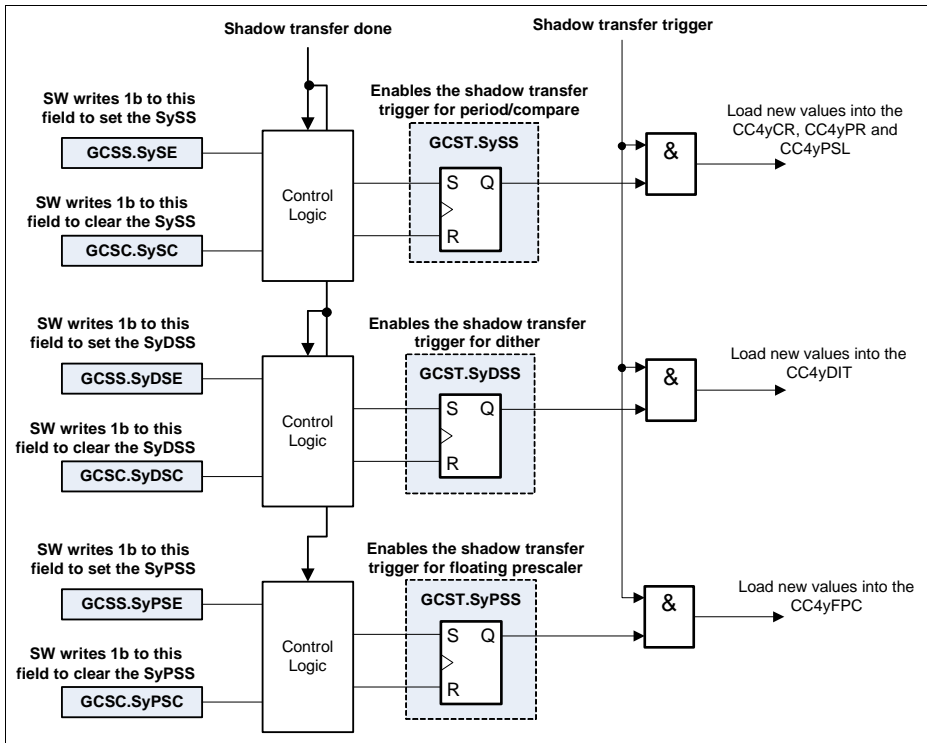 Shadow transfer done
Shadow transfer trigger
SW writes 1b to this
field to set the SySS
GCSS.SySE
SW writes 1b to this
field to clear the SySS
GCSC.SySC
Control
Logic
Enables the shadow transfer
trigger for period/compare
GCST.SySS
S Q
R
&
Load new values into the
CC4yCR, CC4yPR and
CC4yPSL
SW writes 1b to this
field to set the SyDSS
GCSS.SyDSE
SW writes 1b to this
field to clear the SyDSS
GCSC.SyDSC
Control
Logic
Enables the shadow transfer
trigger for dither
GCST.SyDSS
S Q
R
&
Load new values into the
CC4yDIT
SW writes 1b to this
field to set the SyPSS
GCSS.SyPSE
SW writes 1b to this
field to clear the SyPSS
GCSC.SyPSC
Control
Logic
Enables the shadow transfer
trigger for floating prescaler
GCST.SyPSS
S Q
R
&
Load new values into the
CC4yFPC